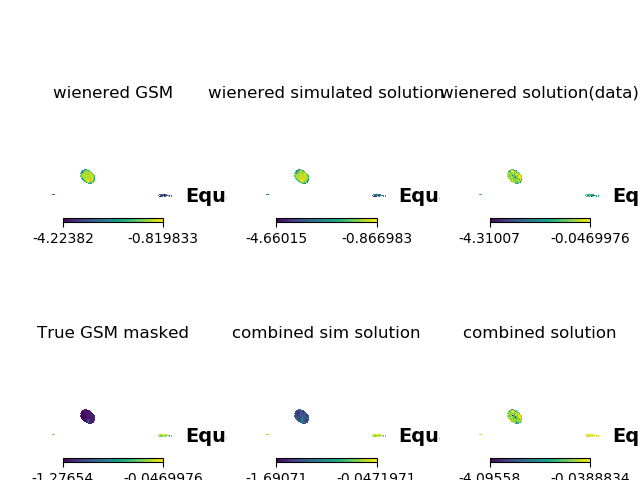 wienered GSM wienered simulated solution wienered solution(data)
Equ Equ Eq
-4.22382 -0.819833 -4.66015 -0.866983 -4.31007 -0.0469976
True GSM masked combined sim solution combined solution
Equ Equ Eq
-1.27654 -0.0469976 -1.69071 -0.0471971 -4.09558 -0.0388834